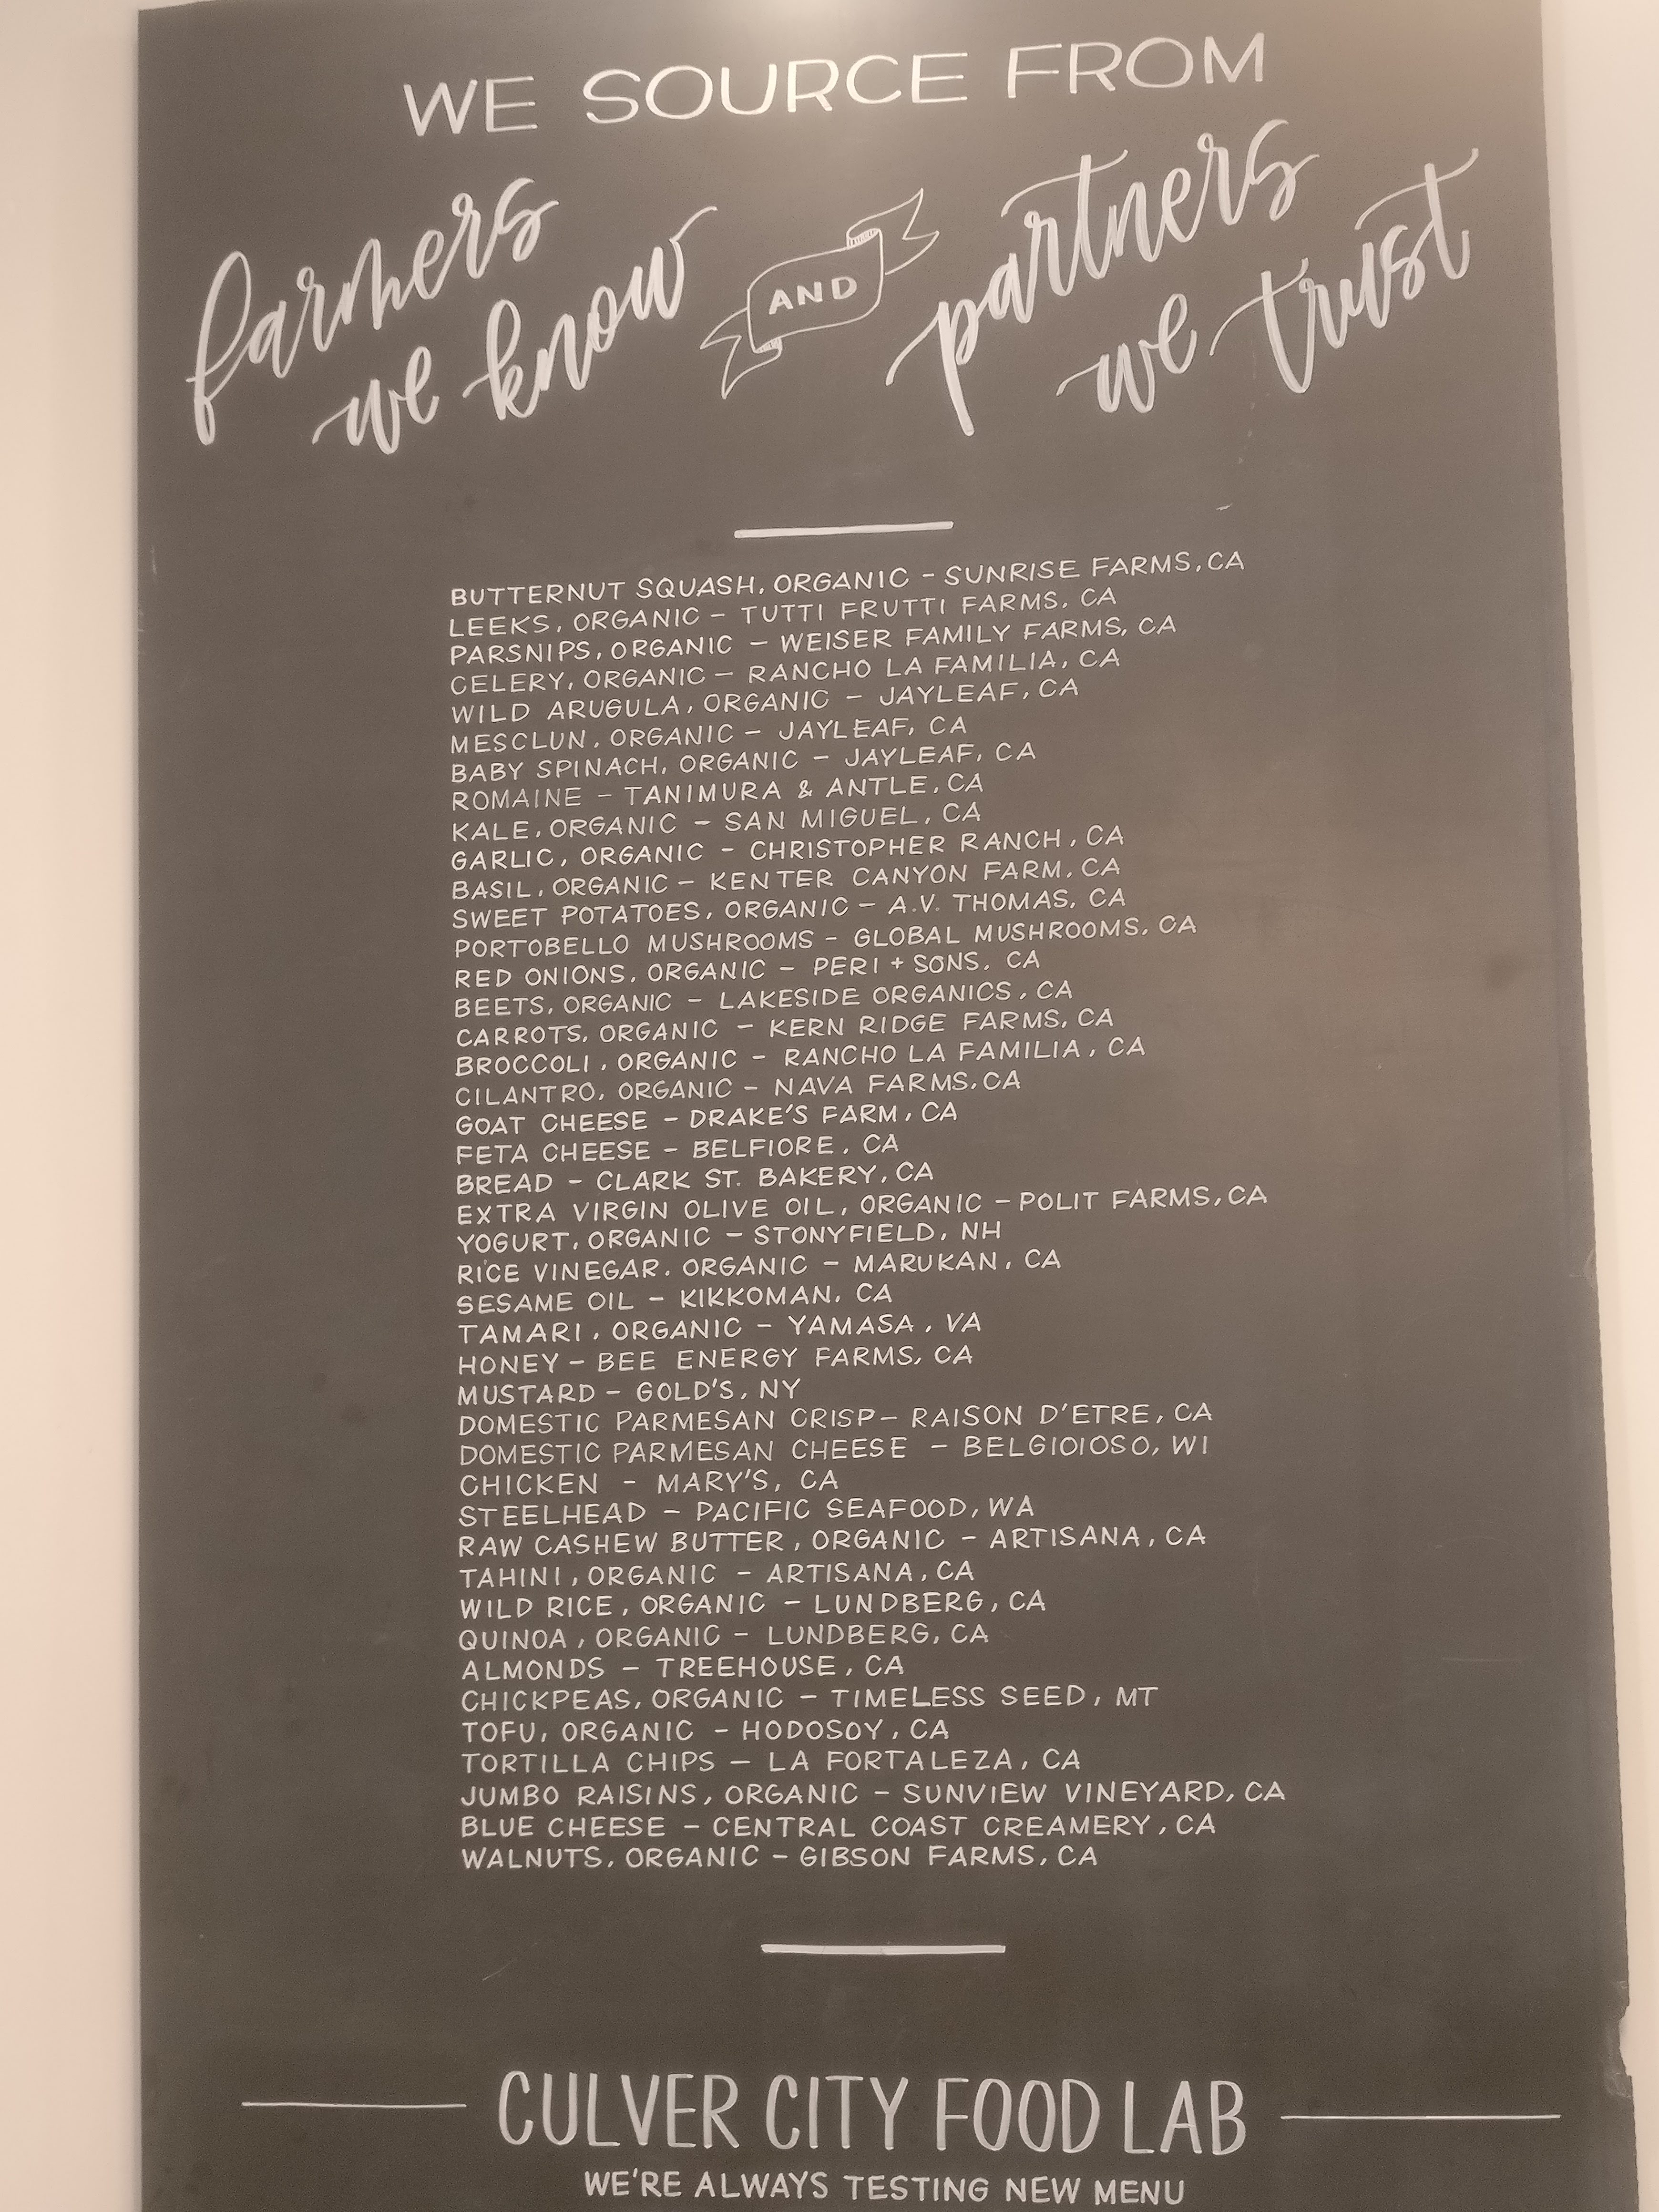 WE SOURCE FROM
farmers
we know
AND
partners
we trust
BUTTERNUT SQUASH, ORGANIC - SUNRISE FARMS, CA
LEEKS, ORGANIC - TUTTI FRUTTI FARMS, CA
PARSNIPS, ORGANIC - WEISER FAMILY FARMS, CA
CELERY, ORGANIC - RANCHO LA FAMILIA, CA
WILD ARUGULA, ORGANIC - JAYLEAF, CA
MESCLUN, ORGANIC - JAYLEAF, CA
BABY SPINACH, ORGANIC - JAYLEAF, CA
ROMAINE - TANIMURA & ANTLE, CA
KALE, ORGANIC - SAN MIGUEL, CA
GARLIC, ORGANIC - CHRISTOPHER RANCH, CA
BASIL, ORGANIC - KENTER CANYON FARM, CA
SWEET POTATOES, ORGANIC - A.V. THOMAS, CA
PORTOBELLO MUSHROOMS - GLOBAL MUSHROOMS, CA
RED ONIONS, ORGANIC - PERI + SONS, CA
BEETS, ORGANIC - LAKESIDE ORGANICS, CA
CARROTS, ORGANIC - KERN RIDGE FARMS, CA
BROCCOLI, ORGANIC - RANCHO LA FAMILIA, CA
CILANTRO, ORGANIC - NAVA FARMS, CA
GOAT CHEESE - DRAKE'S FARM, CA
FETA CHEESE - BELFIORE, CA
BREAD - CLARK ST. BAKERY, CA
EXTRA VIRGIN OLIVE OIL, ORGANIC - POLIT FARMS, CA
YOGURT, ORGANIC - STONYFIELD, NH
RICE VINEGAR, ORGANIC - MARUKAN, CA
SESAME OIL - KIKKOMAN, CA
TAMARI, ORGANIC - YAMASA, VA
HONEY - BEE ENERGY FARMS, CA
MUSTARD - GOLD'S, NY
DOMESTIC PARMESAN CRISP - RAISON D'ETRE, CA
DOMESTIC PARMESAN CHEESE - BELGIOIOSO, WI
CHICKEN - MARY'S, CA
STEELHEAD - PACIFIC SEAFOOD, WA
RAW CASHEW BUTTER, ORGANIC - ARTISANA, CA
TAHINI, ORGANIC - ARTISANA, CA
WILD RICE, ORGANIC - LUNDBERG, CA
QUINOA, ORGANIC - LUNDBERG, CA
ALMONDS - TREEHOUSE, CA
CHICKPEAS, ORGANIC - TIMELESS SEED, MT
TOFU, ORGANIC - HODOSOY, CA
TORTILLA CHIPS - LA FORTALEZA, CA
JUMBO RAISINS, ORGANIC - SUNVIEW VINEYARD, CA
BLUE CHEESE - CENTRAL COAST CREAMERY, CA
WALNUTS, ORGANIC - GIBSON FARMS, CA
CULVER CITY FOOD LAB
WE'RE ALWAYS TESTING NEW MENU